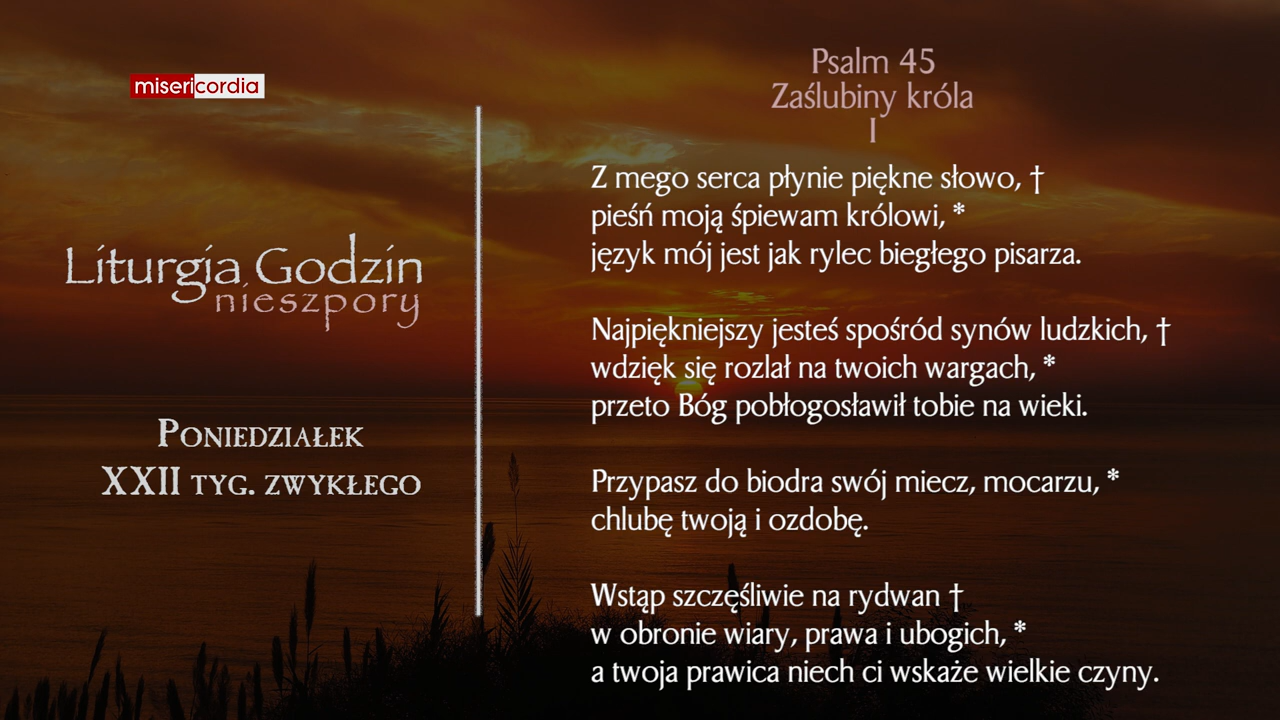 misericordia
Liturgia Godzin
nieszpory
Poniedziałek
XXII tyg. zwykłego
Psalm 45
Zaślubiny króla
I
Z mego serca płynie piękne słowo, †
pieśń moją śpiewam królowi, *
język mój jest jak rylec biegłego pisarza.
Najpiękniejszy jesteś spośród synów ludzkich, †
wdzięk się rozlał na twoich wargach, *
przeto Bóg pobłogosławił tobie na wieki.
Przypasz do biodra swój miecz, mocarzu, *
chlubę twoją i ozdobę.
Wstąp szczęśliwie na rydwan †
w obronie wiary, prawa i ubogich, *
a twoja prawica niech ci wskaże wielkie czyny.